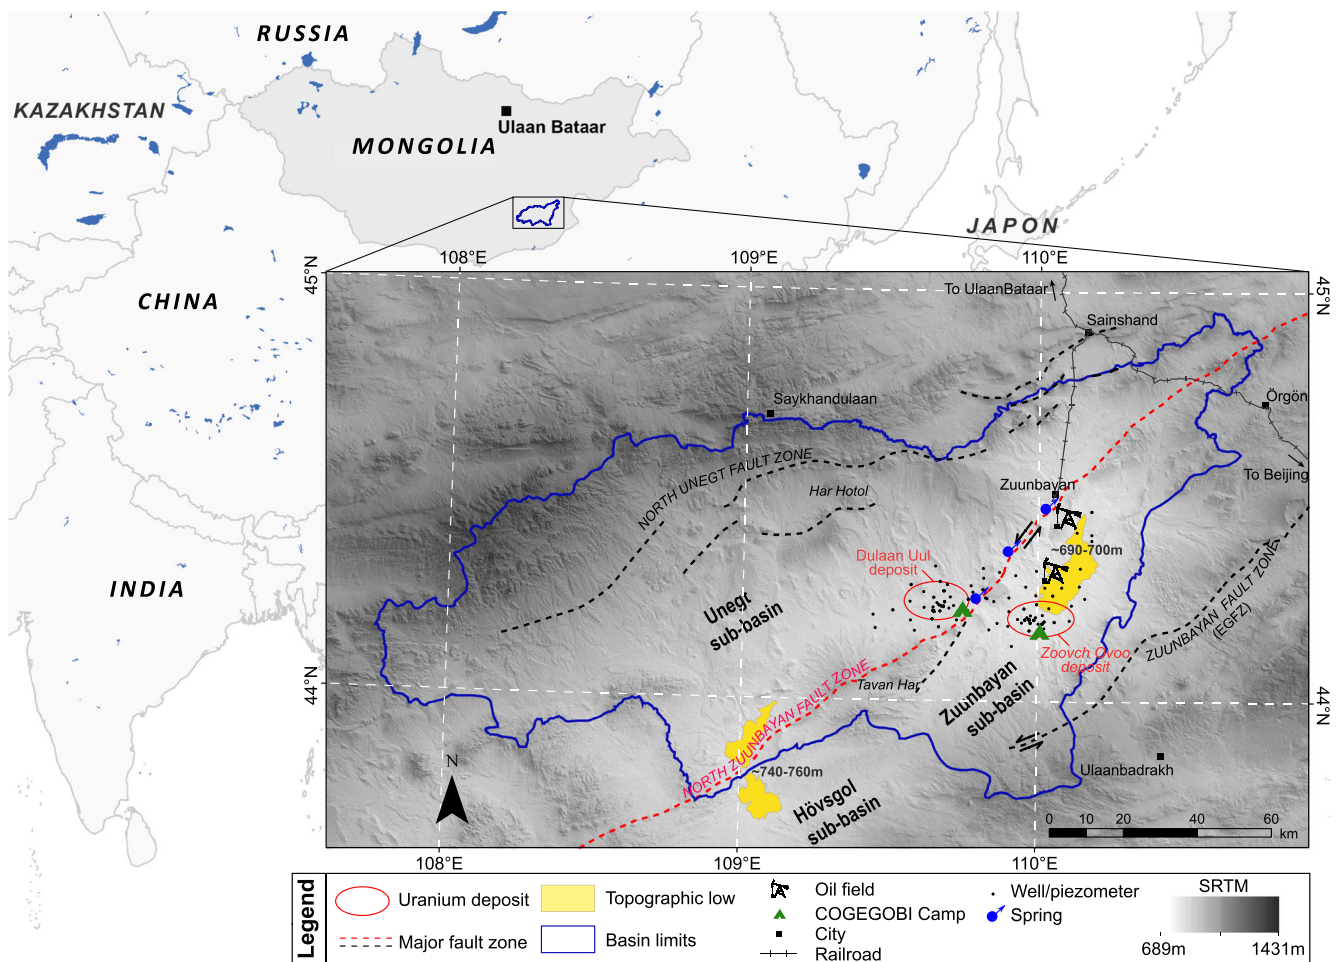 RUSSIA
KAZAKHSTAN
MONGOLIA
Ulaan Bataar
JAPON
CHINA
INDIA
108°E
109°E
110°E
45°N
45°N
To UlaanBataar
Sainshand
Saykhandulaan
Örgön
To Beijing
NORTH UNEGT FAULT ZONE
Har Hotol
Zuunbayan
~690-700m
Dulaan Uul
deposit
Unegt
sub-basin
Zoovch Ovoo
deposit
ZUUNBAYAN FAULT ZONE
(EGFZ)
Tavan Har
Zuunbayan
sub-basin
44°N
44°N
NORTH ZUUNBAYAN FAULT ZONE
~740-760m
Ulaanbadrakh
Hövsgol
sub-basin
N
0 10 20 40 60
km
108°E
109°E
110°E
Legend
Uranium deposit
Major fault zone
Topographic low
Basin limits
Oil field
COGEGOBI Camp
City
Railroad
Well/piezometer
Spring
SRTM
689m
1431m